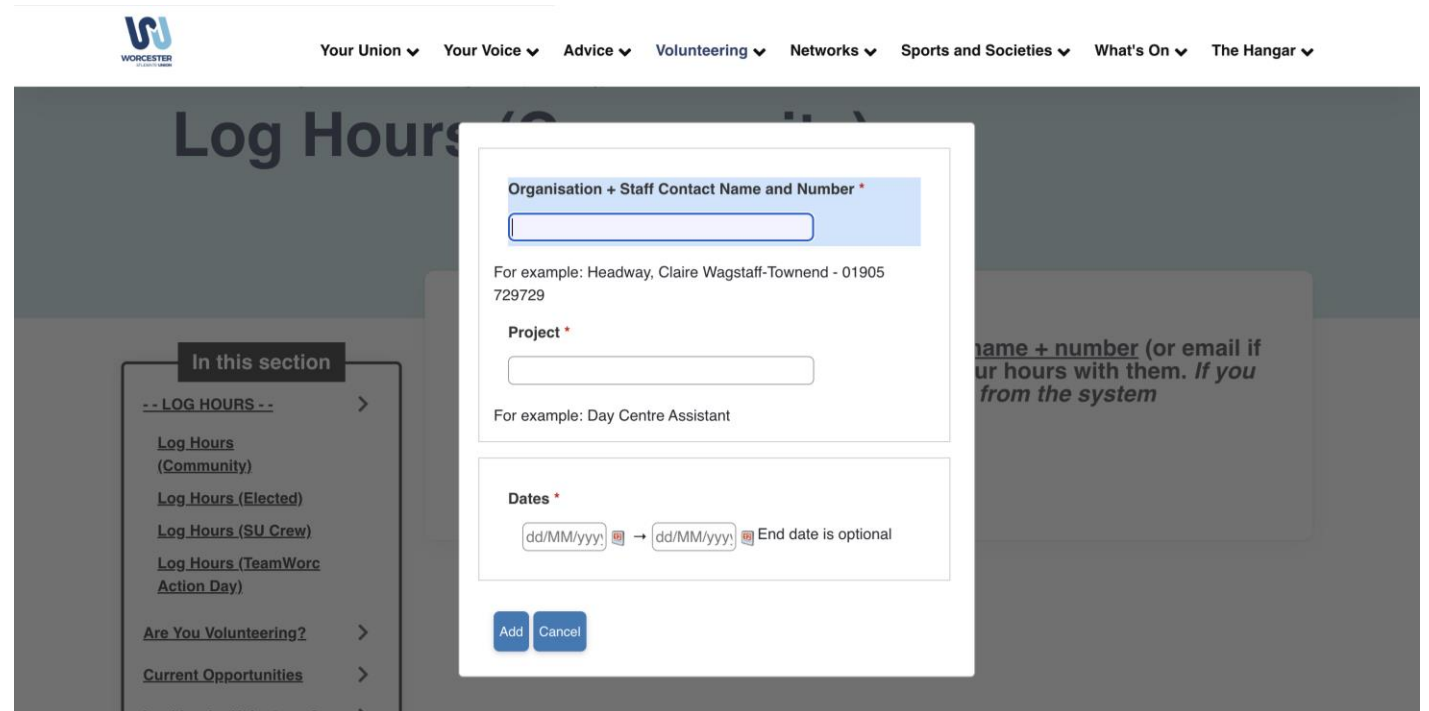 WORCESTER
STUDENTS' UNION
Your Union Your Voice Advice Volunteering Networks Sports and Societies What's On The Hangar
Log Hours (Community)
Organisation + Staff Contact Name and Number *
For example: Headway, Claire Wagstaff-Townend - 01905
729729
Project *
For example: Day Centre Assistant
Dates *
dd/MM/yyy → dd/MM/yyy End date is optional
Add Cancel
name + number (or email if
ur hours with them. If you
from the system
In this section
- - LOG HOURS - -
Log Hours
(Community)
Log Hours (Elected)
Log Hours (SU Crew)
Log Hours (TeamWorc
Action Day)
Are You Volunteering?
Current Opportunities